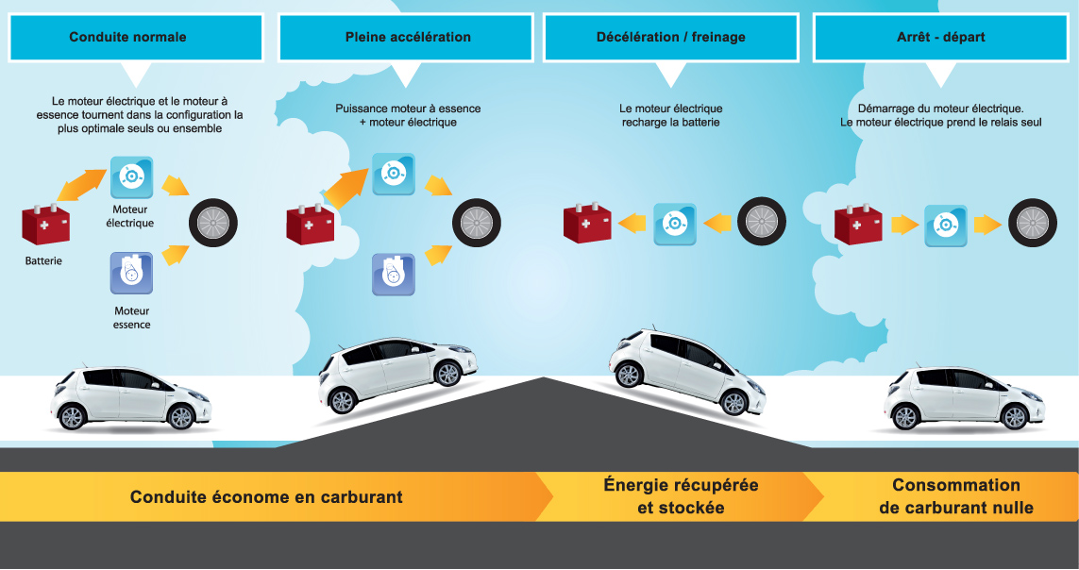 Conduite normale
Le moteur électrique et le moteur à
essence tournent dans la configuration la
plus optimale seuls ou ensemble
Moteur
électrique
Batterie
Moteur
essence
Pleine accélération
Puissance moteur à essence
+ moteur électrique
Décélération / freinage
Le moteur électrique
recharge la batterie
Arrêt - départ
Démarrage du moteur électrique.
Le moteur électrique prend le relais seul
Conduite économe en carburant
Énergie récupérée
et stockée
Consommation
de carburant nulle